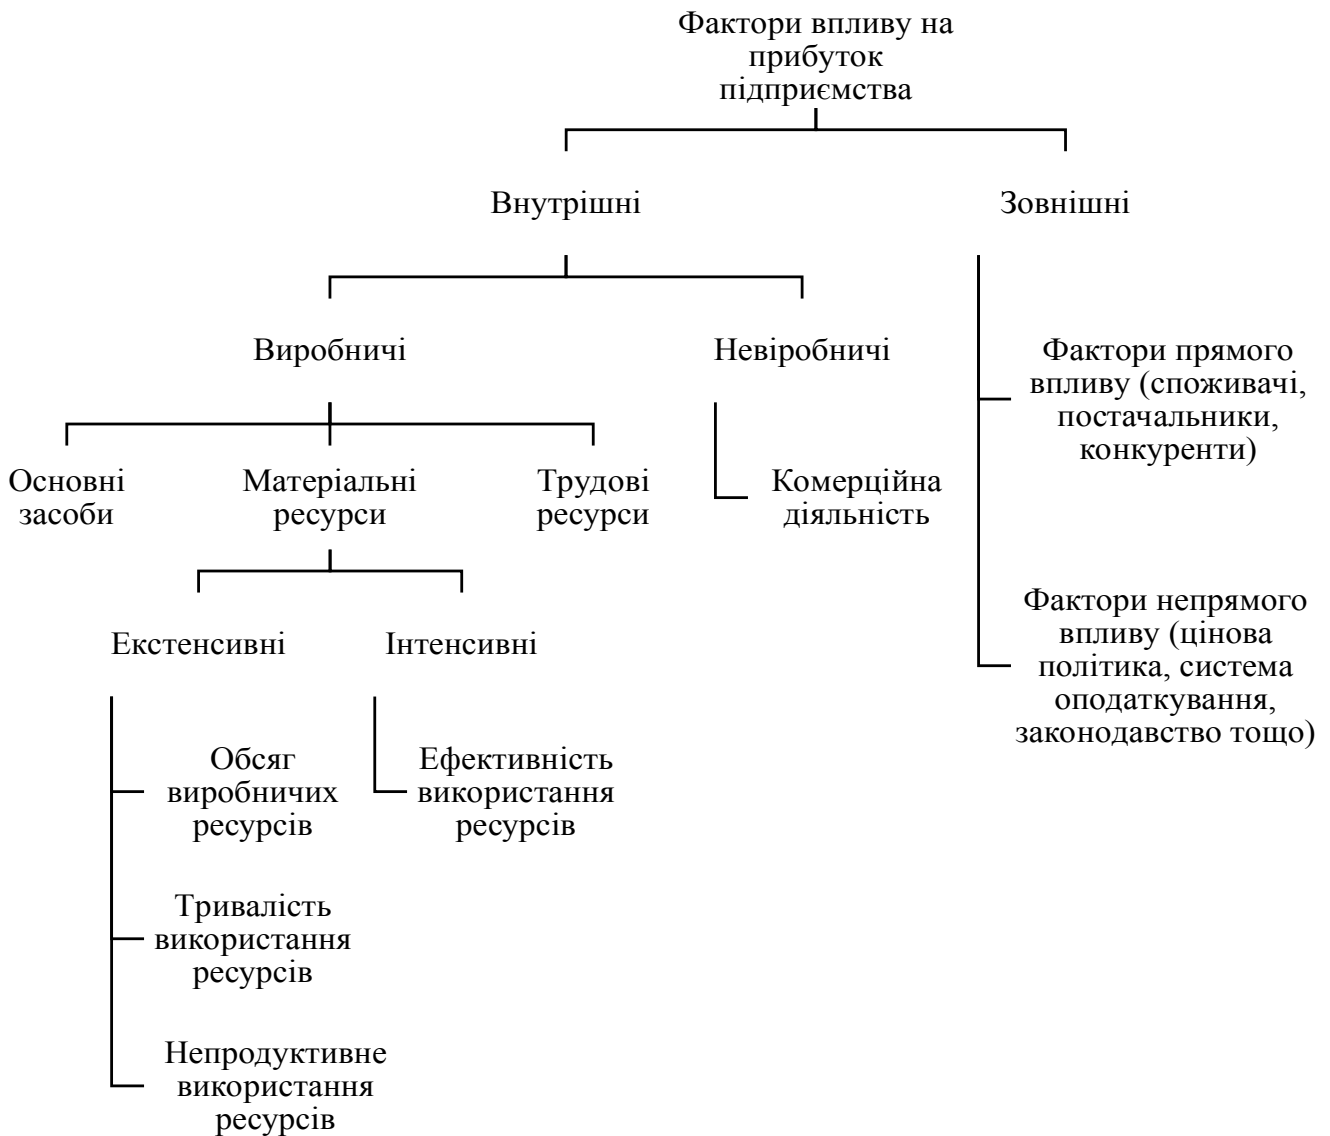 Фактори впливу на
прибуток
підприємства
Внутрішні
Зовнішні
Виробничі
Невіробничі
Фактори прямого
впливу (споживачі,
постачальники,
конкуренти)
Основні
засоби
Матеріальні
ресурси
Трудові
ресурси
Комерційна
діяльність
Фактори непрямого
впливу (цінова
політика, система
оподаткування,
законодавство тощо)
Екстенсивні
Інтенсивні
Обсяг
виробничих
ресурсів
Ефективність
використання
ресурсів
Тривалість
використання
ресурсів
Непродуктивне
використання
ресурсів